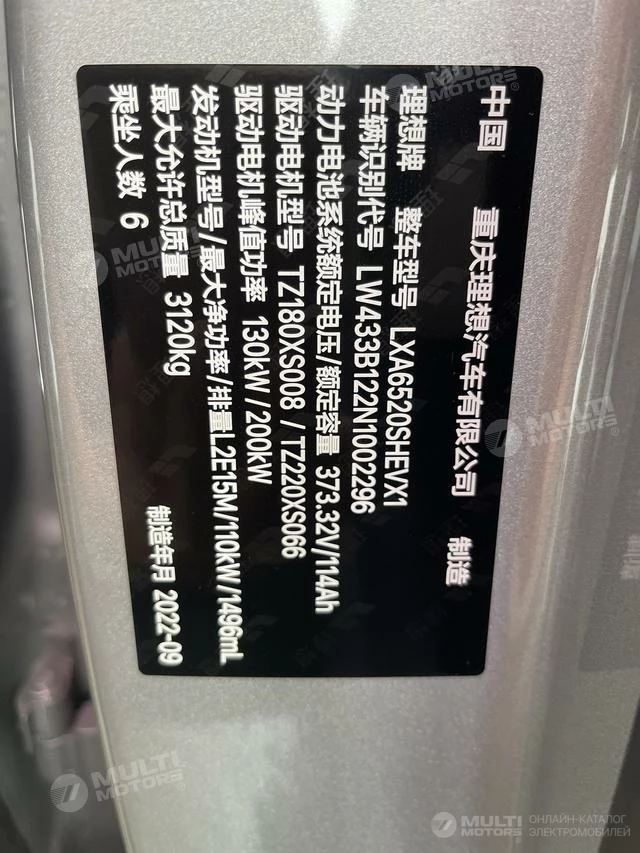 中国 重庆理想汽车有限公司 制造
理想牌 整车型号 LXA6520SHEVX1
车辆识别代号 LW433B122N1002296
动力电池系统额定电压/额定容量 373.32V/114Ah
驱动电机型号 TZ180XS008 / TZ220XS066
驱动电机峰值功率 130kW / 200kW
发动机型号/最大净功率/排量L2E15M/110kW/1496mL
最大允许总质量 3120kg
乘坐人数 6 制造年月 2022-09
MULTI MOTORS®
MULTI MOTORS
MULTI MOTORS
MULTI MOTORS
MULTI MOTORS ОНЛАЙН-КАТАЛОГ
ЭЛЕКТРОМОБИЛЕЙ